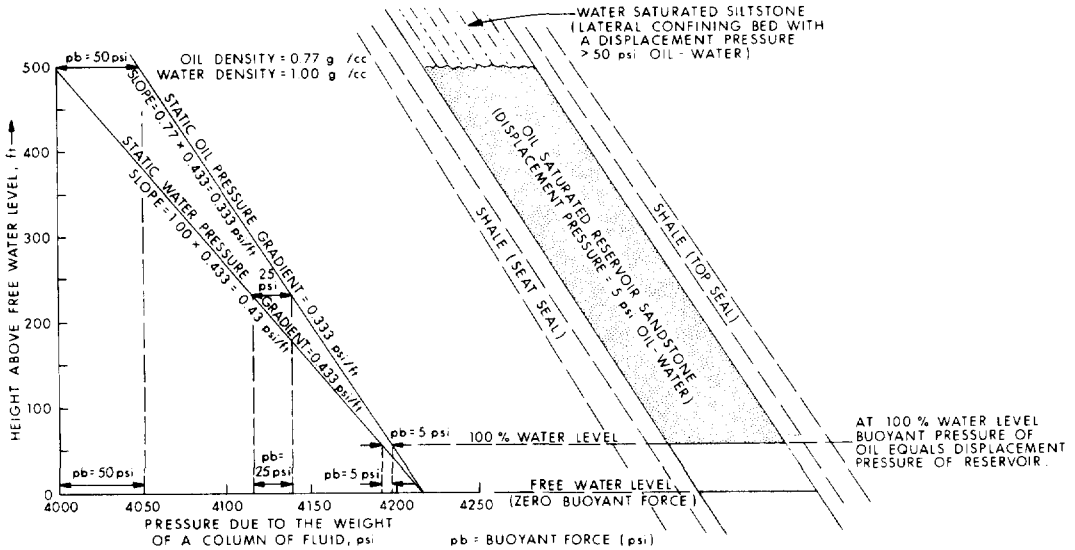 WATER SATURATED SILTSTONE
(LATERAL CONFINING BED WITH
A DISPLACEMENT PRESSURE
>50 psi OIL-WATER)
pb=50psi
OIL DENSITY=0.77 g /cc
WATER DENSITY=1.00 g /cc
500
400
300
200
100
0
HEIGHT ABOVE FREE WATER LEVEL, ft
STATIC OIL PRESSURE GRADIENT=0.333 psi/ft
SLOPE=0.77 × 0.433=0.333 psi/ft
STATIC WATER PRESSURE GRADIENT=0.433 psi/ft
SLOPE=1.00 × 0.433=0.43 psi/ft
25
psi
OIL SATURATED RESERVOIR SANDSTONE
(DISPLACEMENT PRESSURE = 5 psi OIL-WATER)
SHALE (SEAT SEAL)
SHALE (TOP SEAL)
pb=5 psi
100 % WATER LEVEL
AT 100 % WATER LEVEL
BUOYANT PRESSURE OF
OIL EQUALS DISPLACEMENT
PRESSURE OF RESERVOIR.
pb=50 psi
pb=
25psi
pb=5psi
FREE WATER LEVEL
(ZERO BUOYANT FORCE)
4000
4050
4100
4150
4200
4250
PRESSURE DUE TO THE WEIGHT
OF A COLUMN OF FLUID, psi
pb = BUOYANT FORCE (psi)